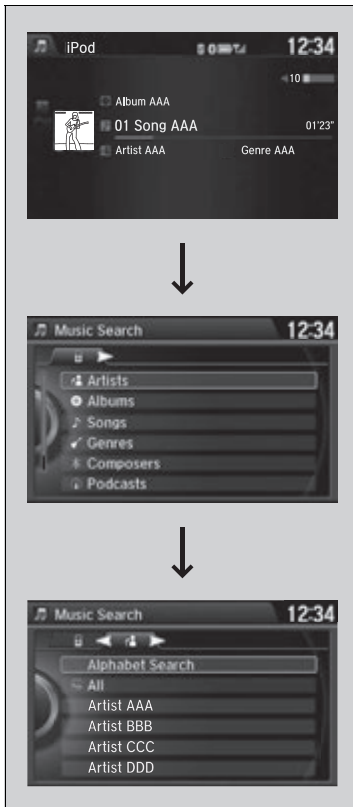 iPod 12:34
10
Album AAA
01 Song AAA 01'23"
Artist AAA Genre AAA
Music Search 12:34
Artists
Albums
Songs
Genres
Composers
Podcasts
Music Search 12:34
Alphabet Search
All
Artist AAA
Artist BBB
Artist CCC
Artist DDD